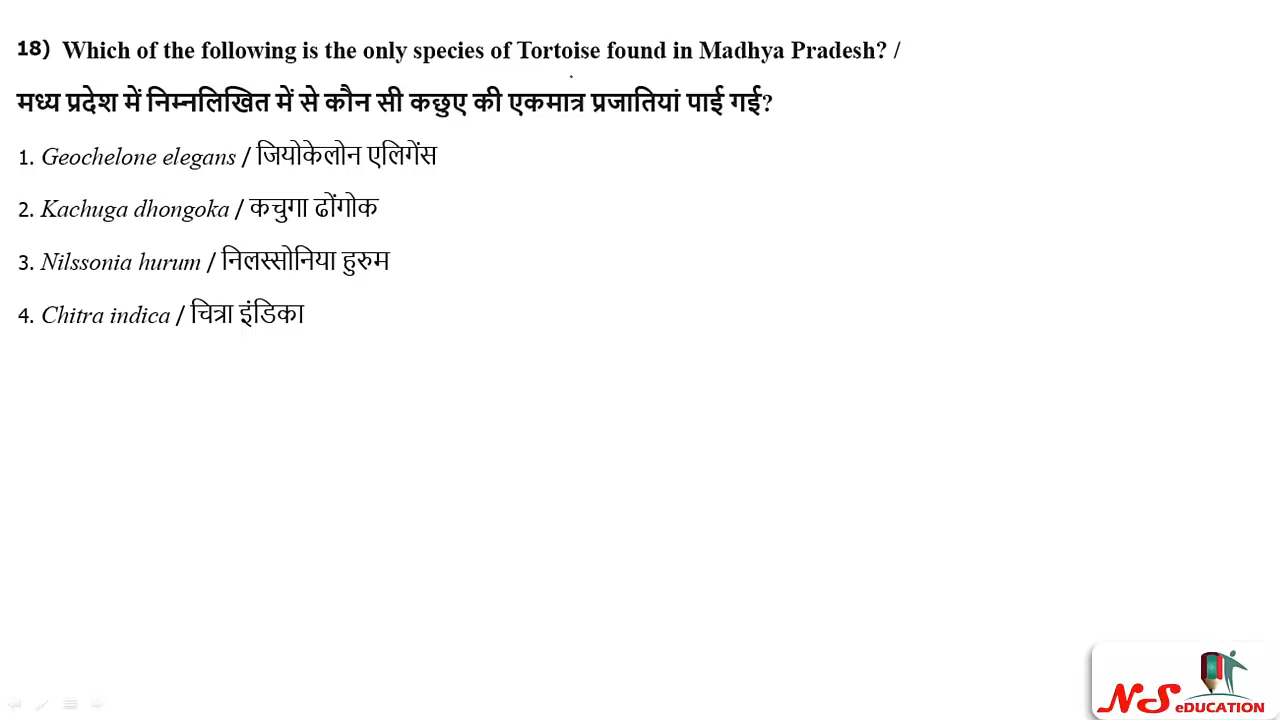 18) Which of the following is the only species of Tortoise found in Madhya Pradesh? /
मध्य प्रदेश में निम्नलिखित में से कौन सी कछुए की एकमात्र प्रजातियां पाई गई?
1. Geochelone elegans / जियोकेलोन एलिगेंस
2. Kachuga dhongoka / कचुगा ढोंगोक
3. Nilssonia hurum / निलस्सोनिया हुरुम
4. Chitra indica / चित्रा इंडिका
NS eDUCATION